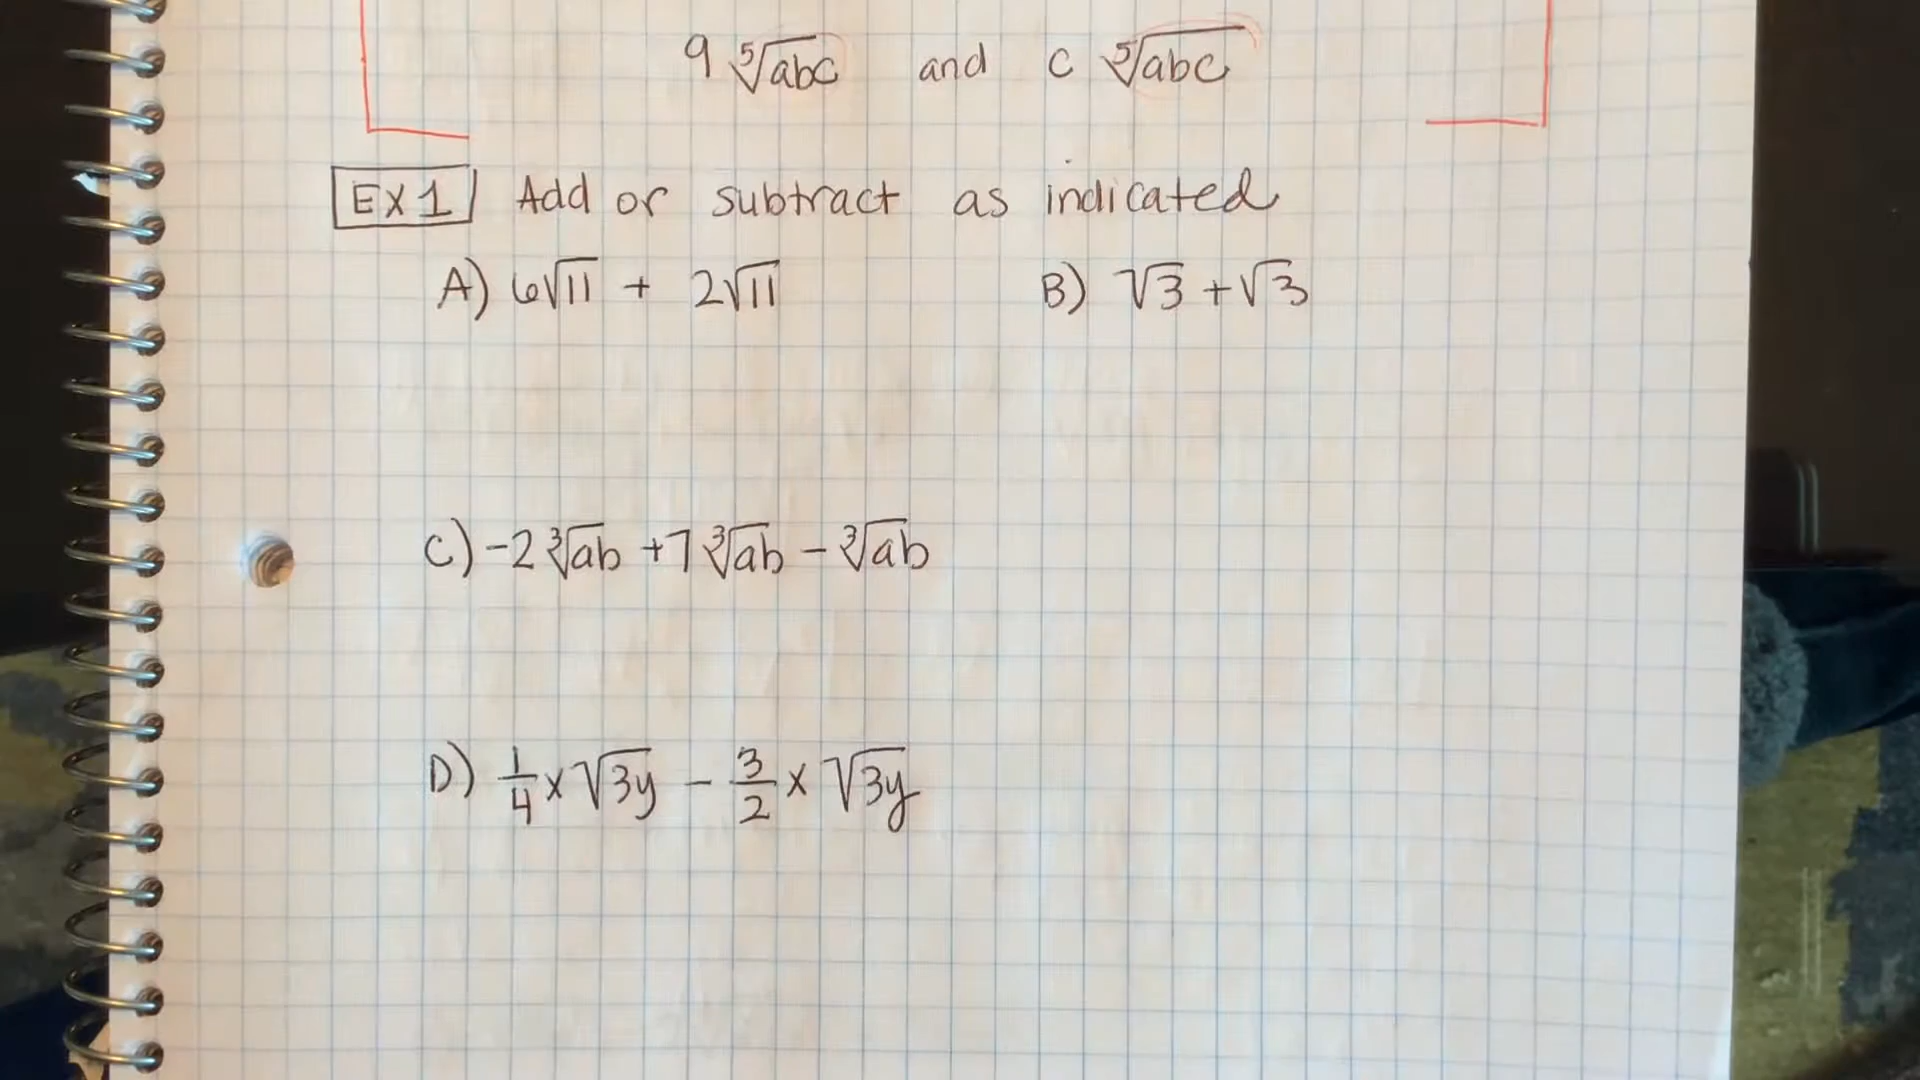 9 ⁵√abc and c ⁵√abc
EX 1 Add or subtract as indicated
A) 6√11 + 2√11 B) √3 + √3
C) -2 ³√ab + 7 ³√ab - ³√ab
D) 1/4 x √3y - 3/2 x √3y